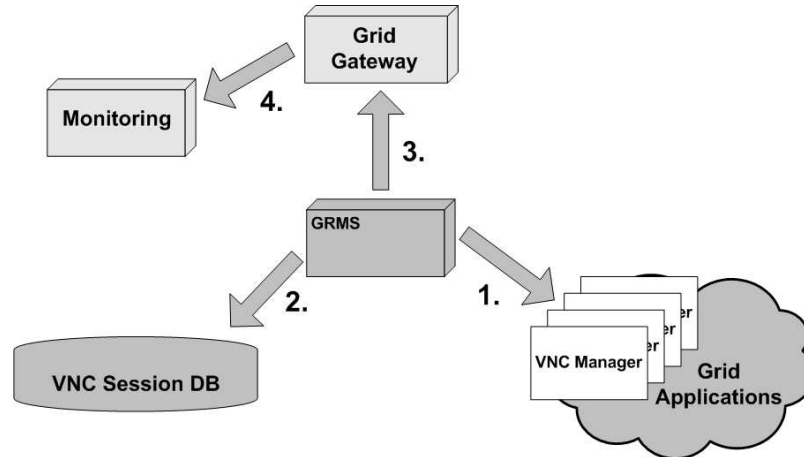 Grid
Gateway
Monitoring
4.
3.
GRMS
2.
1.
VNC Session DB
VNC Manager
Grid
Applications